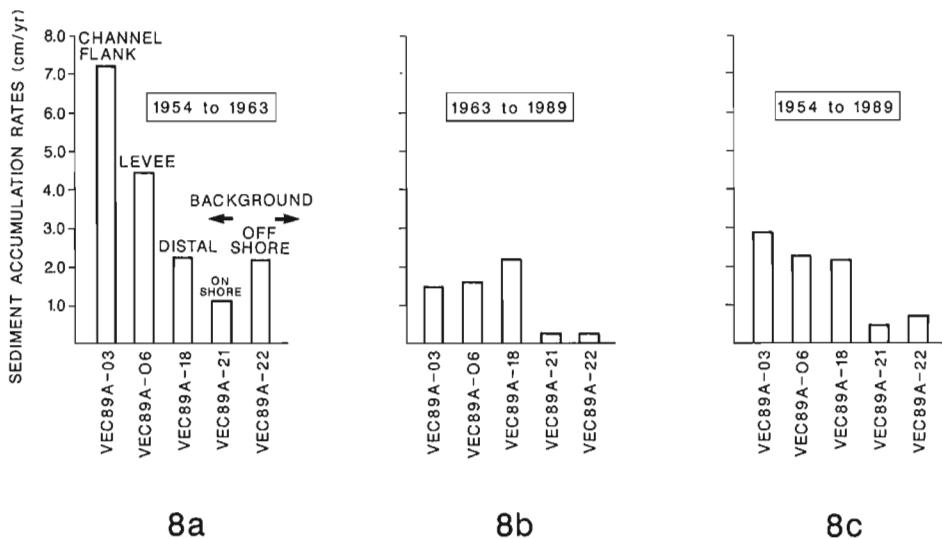 SEDIMENT ACCUMULATION RATES (cm/yr)
8.0
7.0
6.0
5.0
4.0
3.0
2.0
1.0
CHANNEL
FLANK
1954 to 1963
LEVEE
BACKGROUND
DISTAL
OFF
SHORE
ON
SHORE
VEC89A-03
VEC89A-06
VEC89A-18
VEC89A-21
VEC89A-22
8a
1963 to 1989
VEC89A-03
VEC89A-06
VEC89A-18
VEC89A-21
VEC89A-22
8b
1954 to 1989
VEC89A-03
VEC89A-06
VEC89A-18
VEC89A-21
VEC89A-22
8c